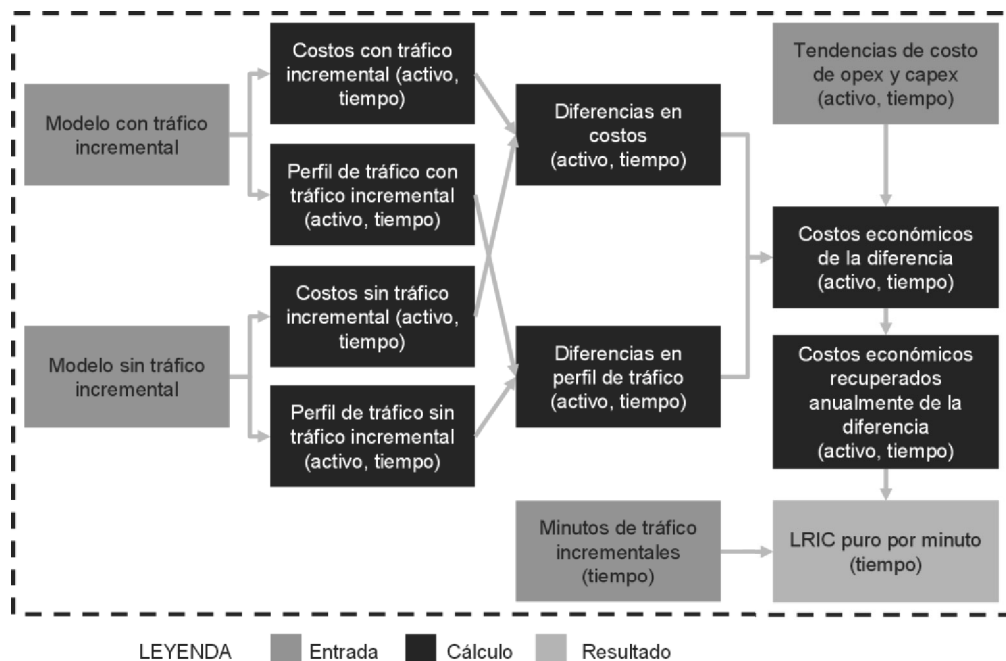 Modelo con tráfico
incremental
Costos con tráfico
incremental (activo,
tiempo)
Perfil de tráfico con
tráfico incremental
(activo, tiempo)
Modelo sin tráfico
incremental
Costos sin tráfico
incremental (activo,
tiempo)
Perfil de tráfico sin
tráfico incremental
(activo, tiempo)
Diferencias en
costos
(activo, tiempo)
Diferencias en
perfil de tráfico
(activo, tiempo)
Tendencias de costo
de opex y capex
(activo, tiempo)
Costos económicos
de la diferencia
(activo, tiempo)
Costos económicos
recuperados
anualmente de la
diferencia
(activo, tiempo)
Minutos de tráfico
incrementales
(tiempo)
LRIC puro por minuto
(tiempo)
LEYENDA Entrada Cálculo Resultado